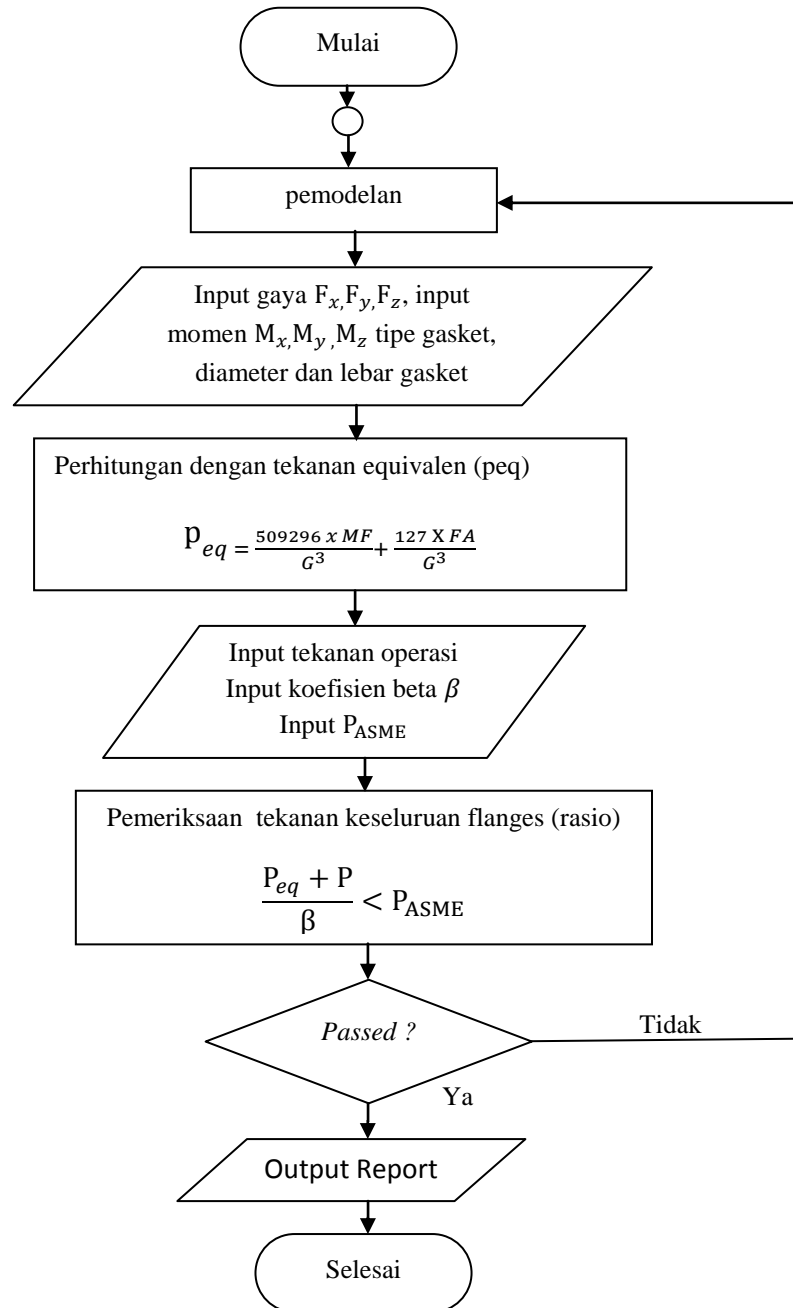 Mulai
pemodelan
Input gaya F_x,F_y,F_z, input
momen M_x,M_y,M_z tipe gasket,
diameter dan lebar gasket
Perhitungan dengan tekanan equivalen (peq)
p_eq = (509296 x MF)/G³ + (127 X FA)/G³
Input tekanan operasi
Input koefisien beta β
Input P_ASME
Pemeriksaan tekanan keseluruan flanges (rasio)
(P_eq + P)/β < P_ASME
Passed ?
Tidak
Ya
Output Report
Selesai